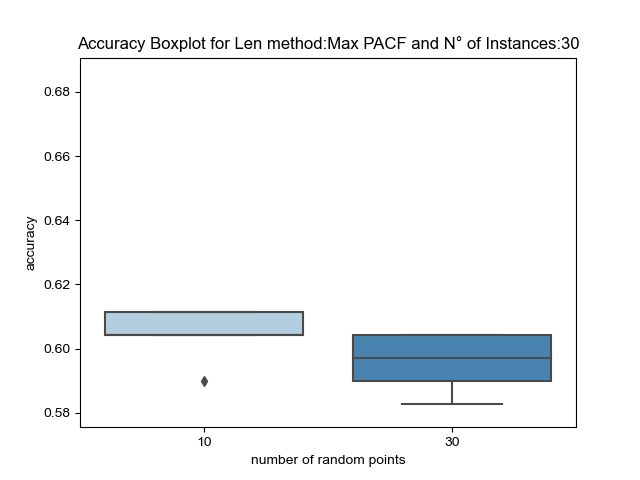 Accuracy Boxplot for Len method:Max PACF and N° of Instances:30
0.68
0.66
0.64
0.62
0.60
0.58
accuracy
10
30
number of random points